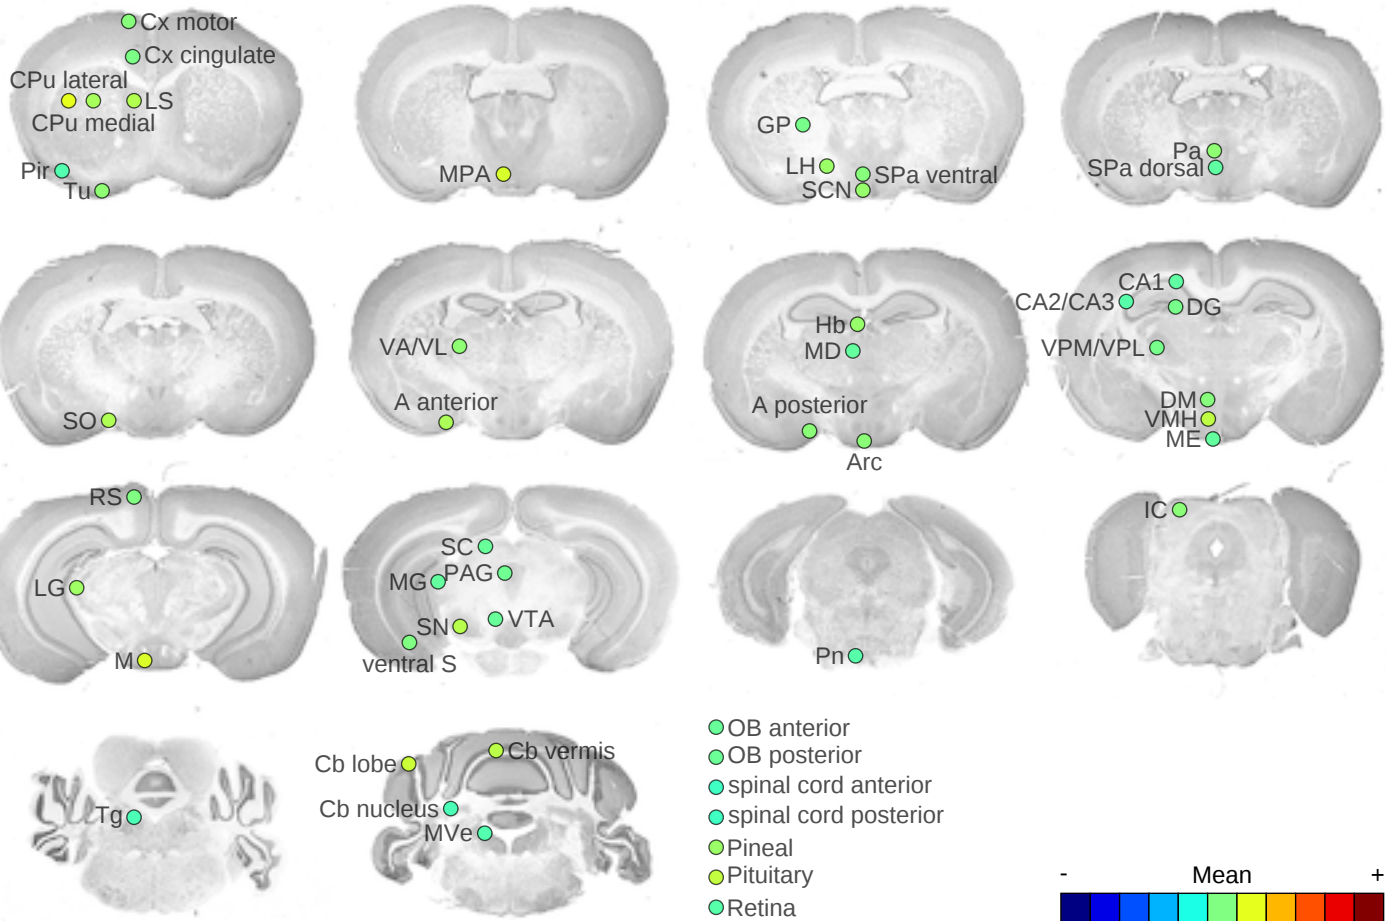 Cx motor
Cx cingulate
CPu lateral
LS
CPu medial
Pir
Tu
MPA
GP
LH
SPa ventral
SCN
Pa
SPa dorsal
SO
VA/VL
A anterior
Hb
MD
A posterior
Arc
CA1
CA2/CA3
DG
VPM/VPL
DM
VMH
ME
RS
LG
M
SC
MG
PAG
SN
VTA
ventral S
Pn
IC
Tg
Cb lobe
Cb vermis
Cb nucleus
MVe
OB anterior
OB posterior
spinal cord anterior
spinal cord posterior
Pineal
Pituitary
Retina
- Mean +